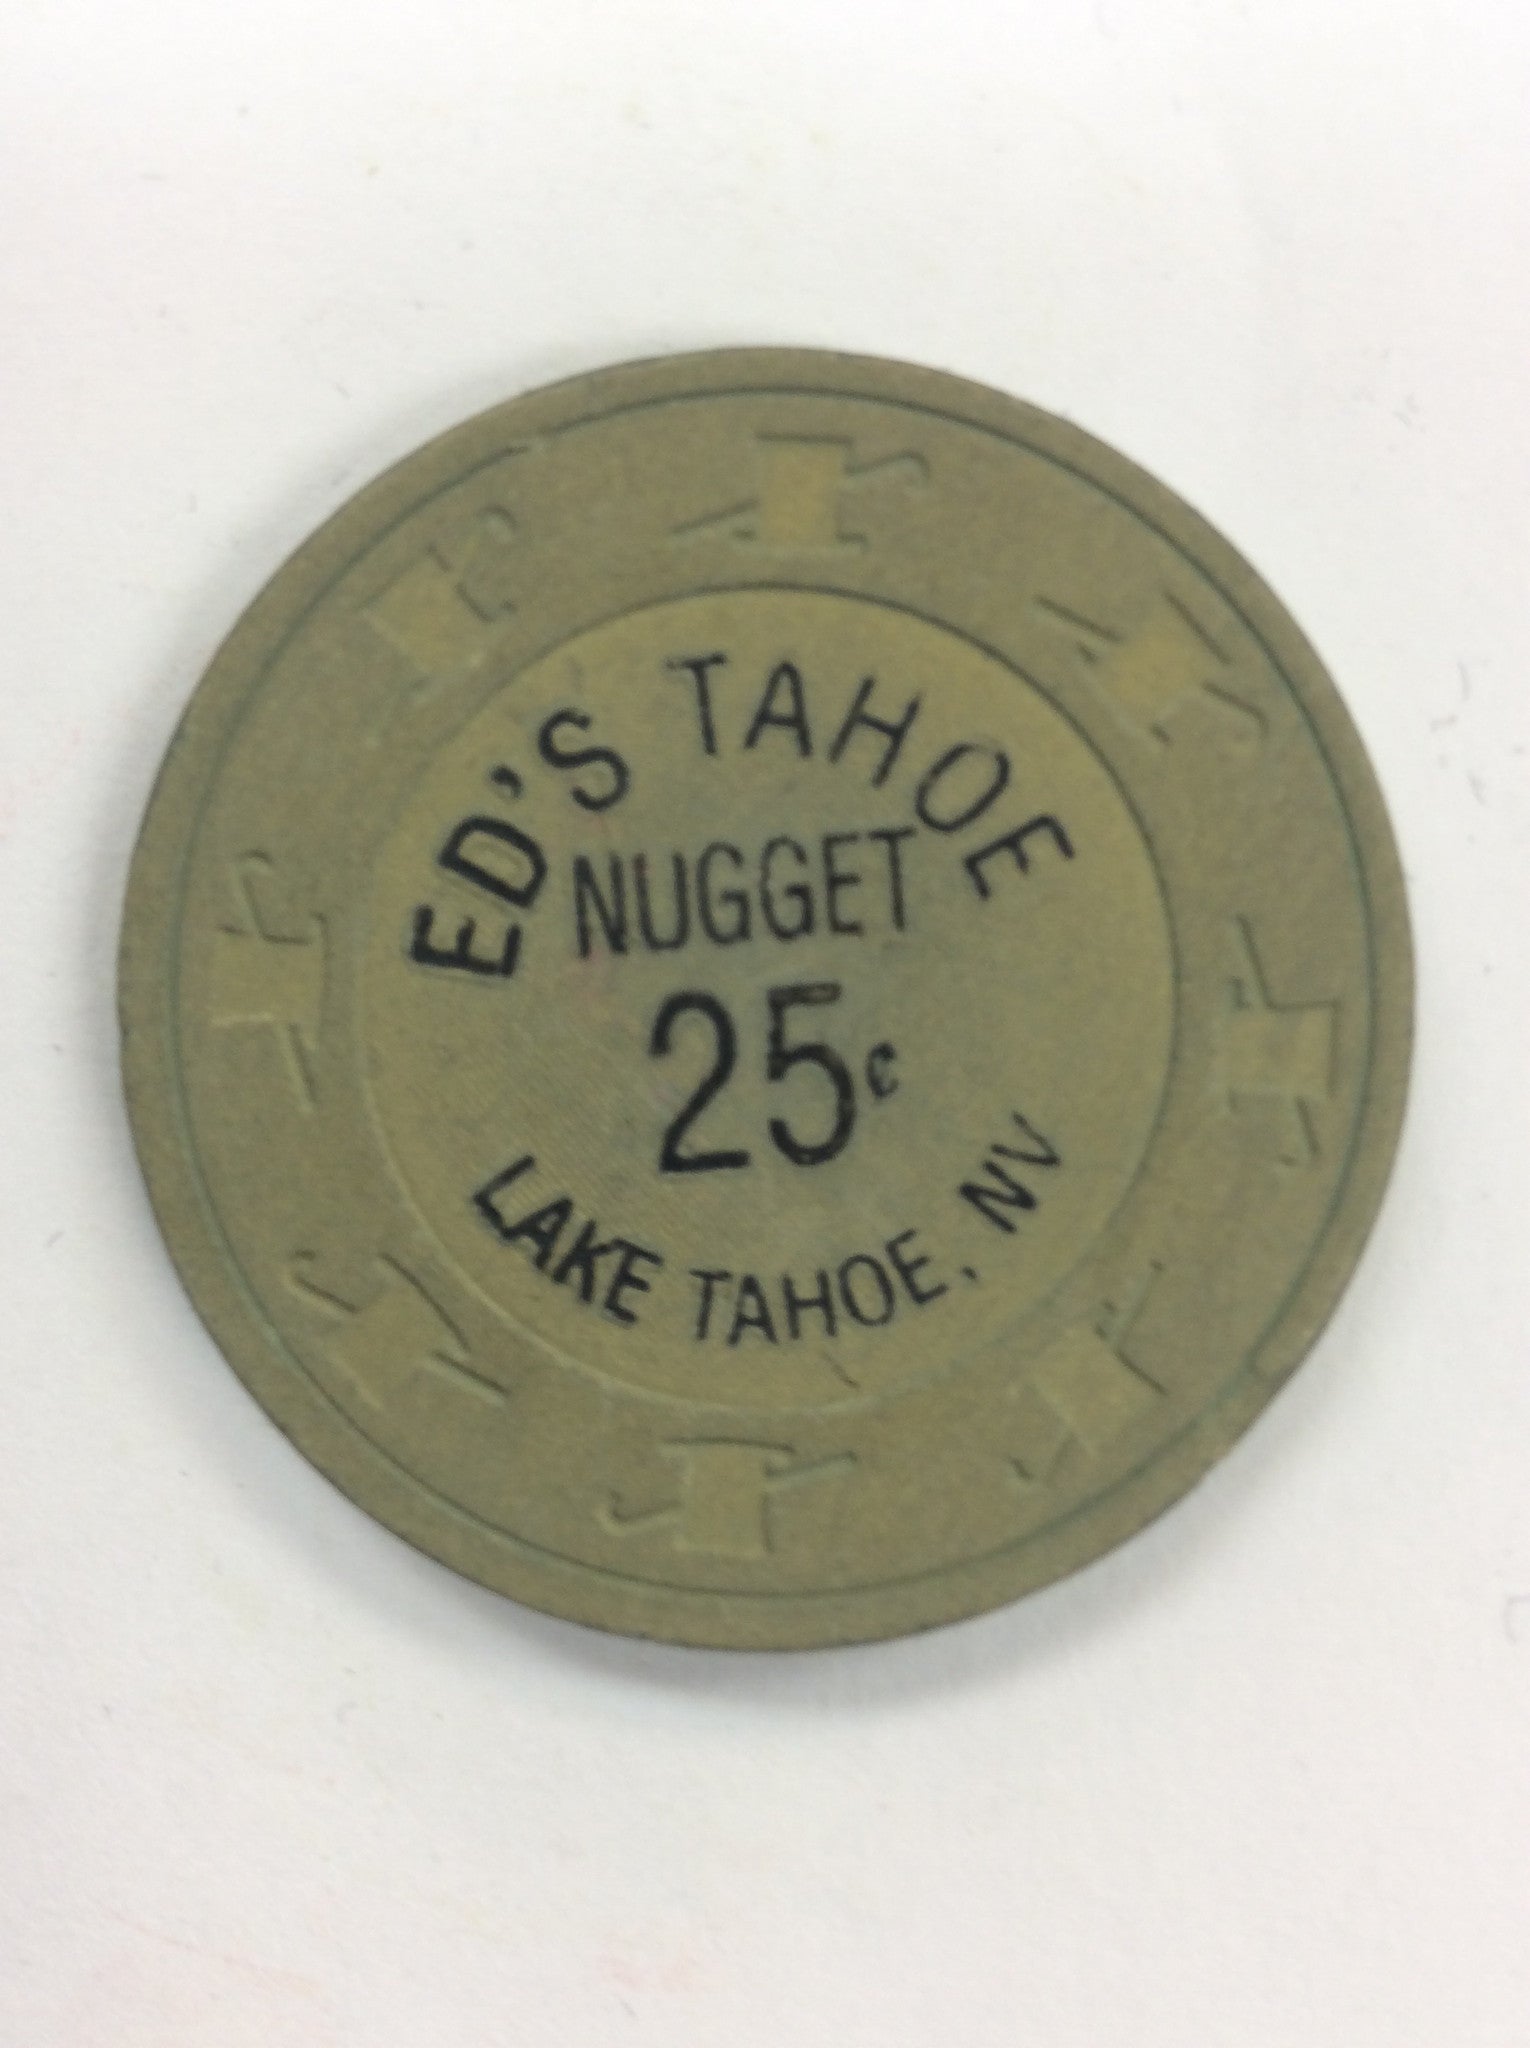 ED'S TAHOE
NUGGET
25¢
LAKE TAHOE, NV